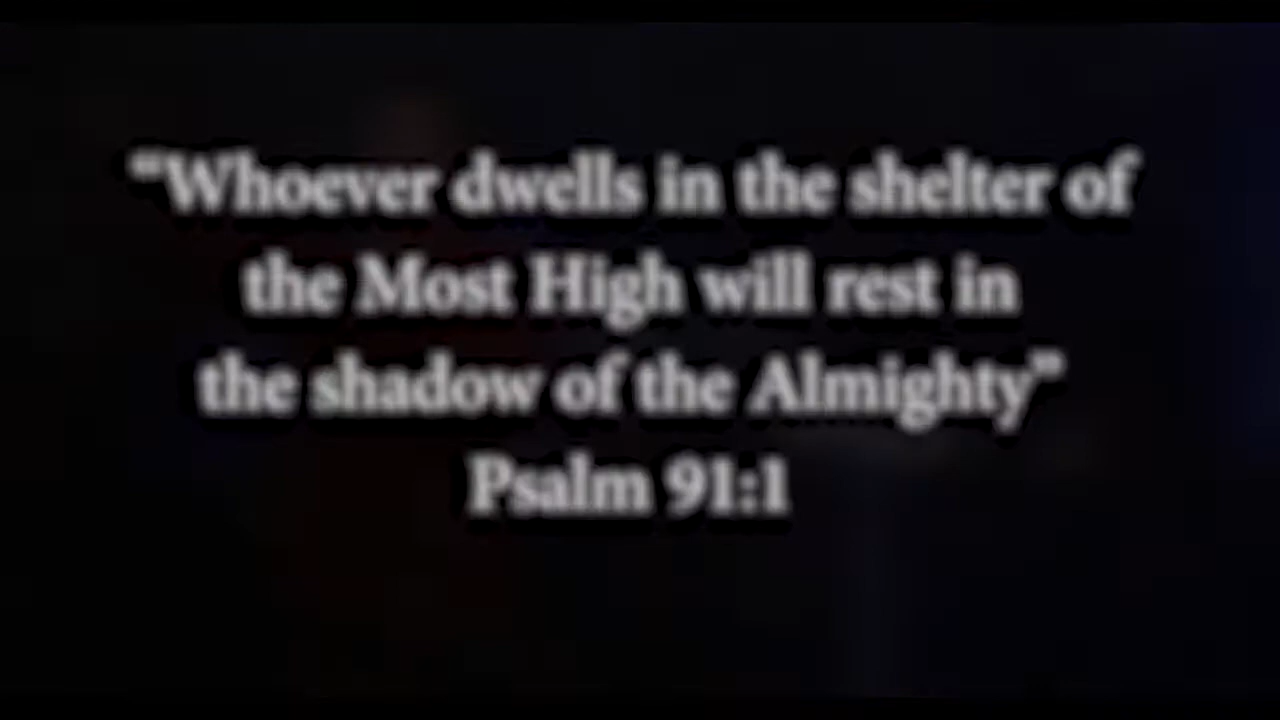 “Whoever dwells in the shelter of
the Most High will rest in
the shadow of the Almighty”
Psalm 91:1